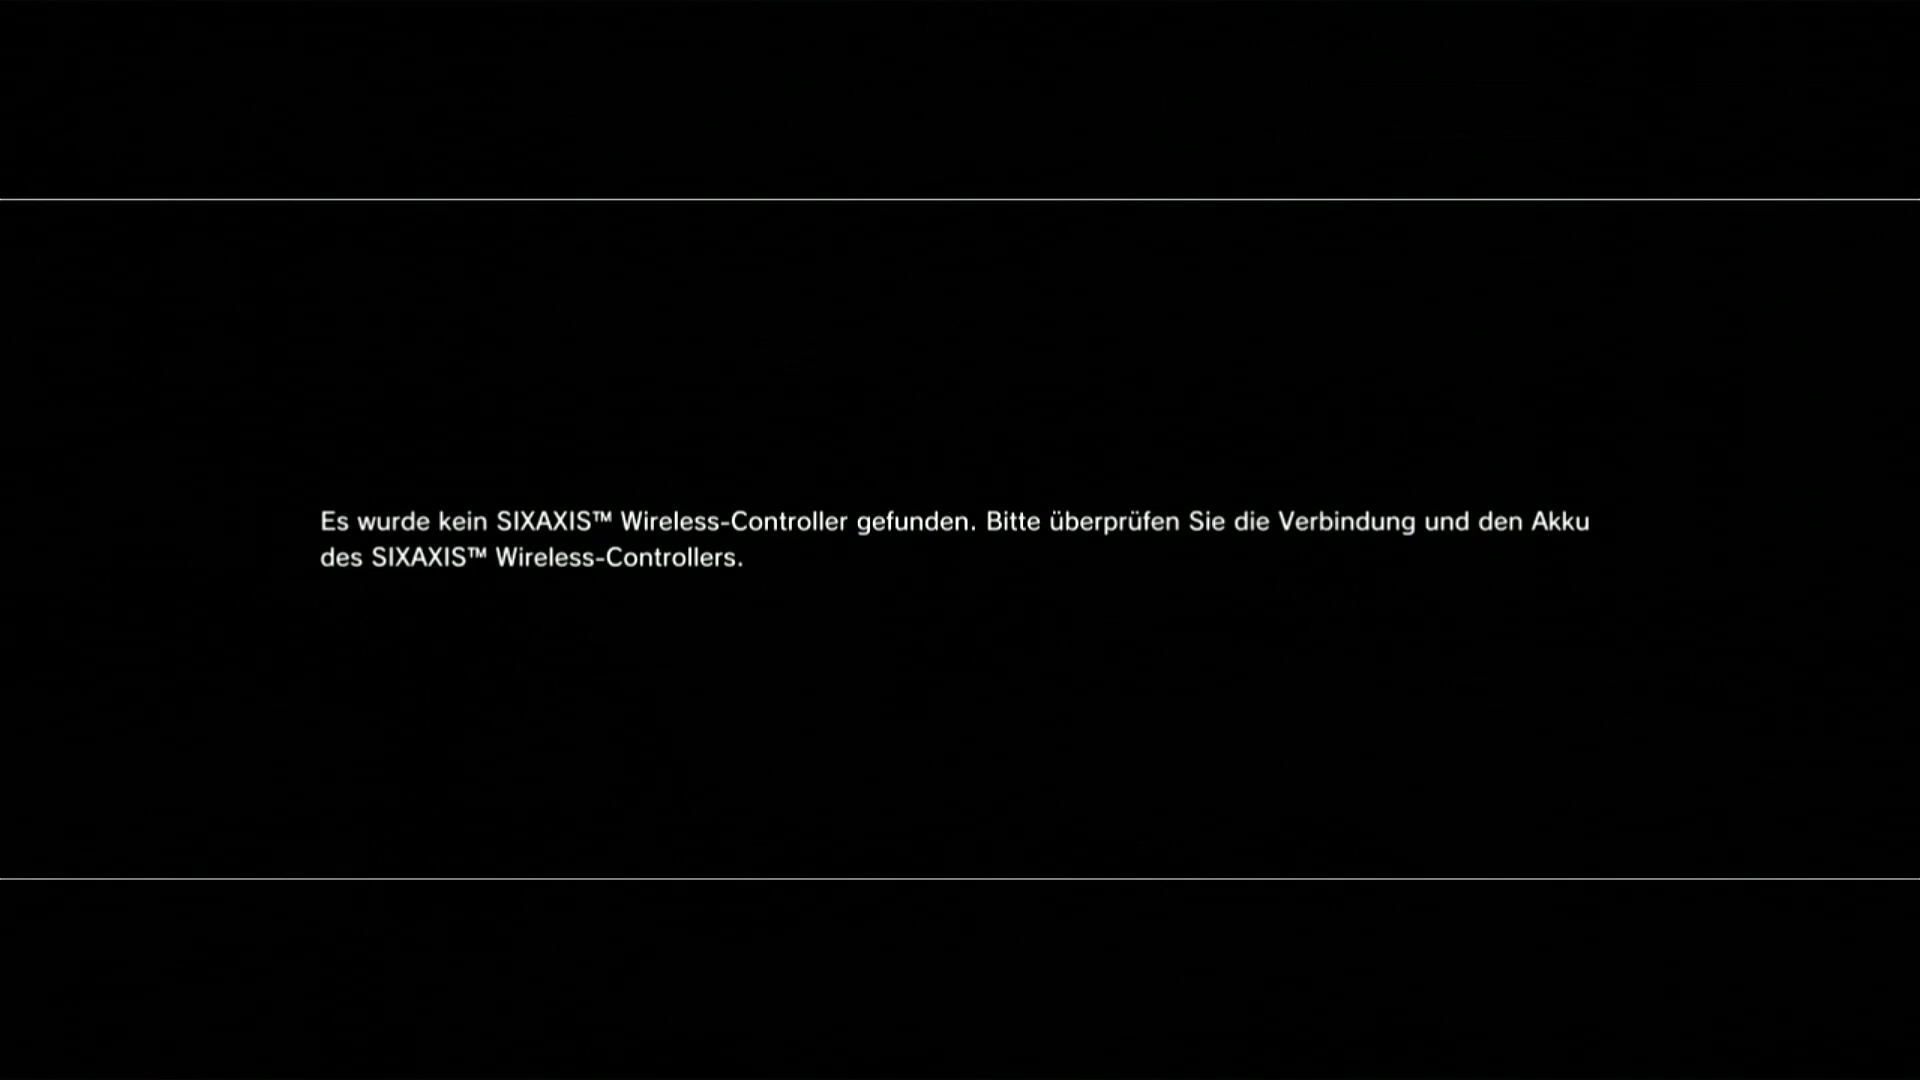 Es wurde kein SIXAXIS™ Wireless-Controller gefunden. Bitte überprüfen Sie die Verbindung und den Akku
des SIXAXIS™ Wireless-Controllers.